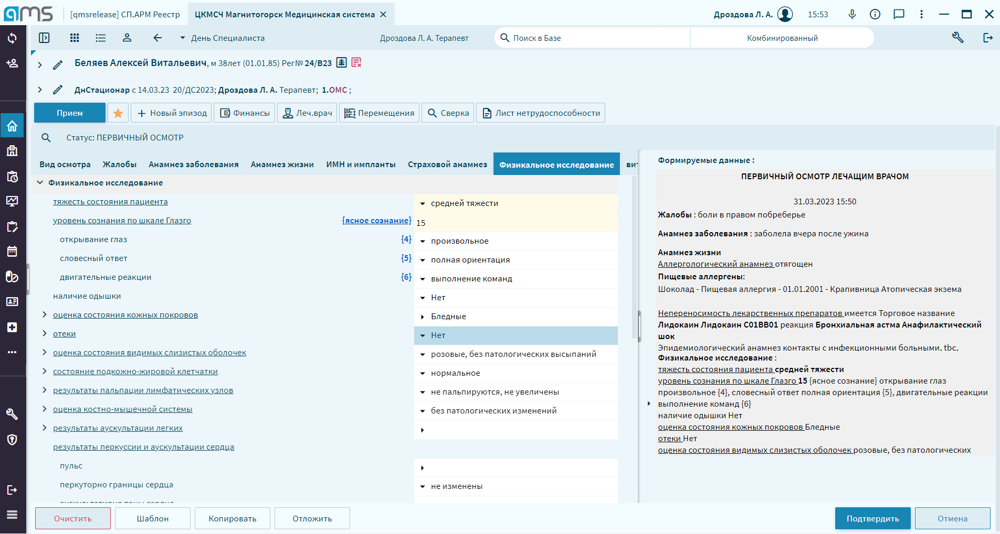 qms
[qmsrelease] СП.АРМ Реестр
ЦКМСЧ Магнитогорск Медицинская система
Дроздова Л. А.
15:53
День Специалиста
Дроздова Л. А. Терапевт
Поиск в Базе
Комбинированный
Беляев Алексей Витальевич, м 38лет (01.01.85) Рег№ 24/B23
ДнСтационар с 14.03.23 20/ДС2023; Дроздова Л. А. Терапевт; 1.ОМС ;
Прием
Новый эпизод
Финансы
Леч.врач
Перемещения
Сверка
Лист нетрудоспособности
Статус: ПЕРВИЧНЫЙ ОСМОТР
Вид осмотра
Жалобы
Анамнез заболевания
Анамнез жизни
ИМН и импланты
Страховой анамнез
Физикальное исследование
вит
Физикальное исследование
тяжесть состояния пациента
средней тяжести
уровень сознания по шкале Глазго {ясное сознание} 15
открывание глаз {4} произвольное
словесный ответ {5} полная ориентация
двигательные реакции {6} выполнение команд
наличие одышки Нет
оценка состояния кожных покровов Бледные
отеки Нет
оценка состояния видимых слизистых оболочек розовые, без патологических высыпаний
состояние подкожно-жировой клетчатки нормальное
результаты пальпации лимфатических узлов не пальпируются, не увеличены
оценка костно-мышечной системы без патологических изменений
результаты аускультации легких
результаты перкуссии и аускультации сердца
пульс
перкуторно границы сердца не изменены
Формируемые данные :
ПЕРВИЧНЫЙ ОСМОТР ЛЕЧАЩИМ ВРАЧОМ
31.03.2023 15:50
Жалобы : боли в правом побреберье
Анамнез заболевания : заболела вчера после ужина
Анамнез жизни
Аллергологический анамнез отягощен
Пищевые аллергены:
Шоколад - Пищевая аллергия - 01.01.2001 - Крапивница Атопическая экзема
Непереносимость лекарственных препаратов имеется Торговое название
Лидокаин Лидокаин C01BB01 реакция Бронхиальная астма Анафилактический
шок
Эпидемиологический анамнез контакты с инфекционными больными, tbc,
Физикальное исследование :
тяжесть состояния пациента средней тяжести
уровень сознания по шкале Глазго 15 {ясное сознание} открывание глаз
произвольное {4}, словесный ответ полная ориентация {5}, двигательные реакции
выполнение команд {6}
наличие одышки Нет
оценка состояния кожных покровов Бледные
отеки Нет
оценка состояния видимых слизистых оболочек розовые, без патологических
Очистить
Шаблон
Копировать
Отложить
Подтвердить
Отмена